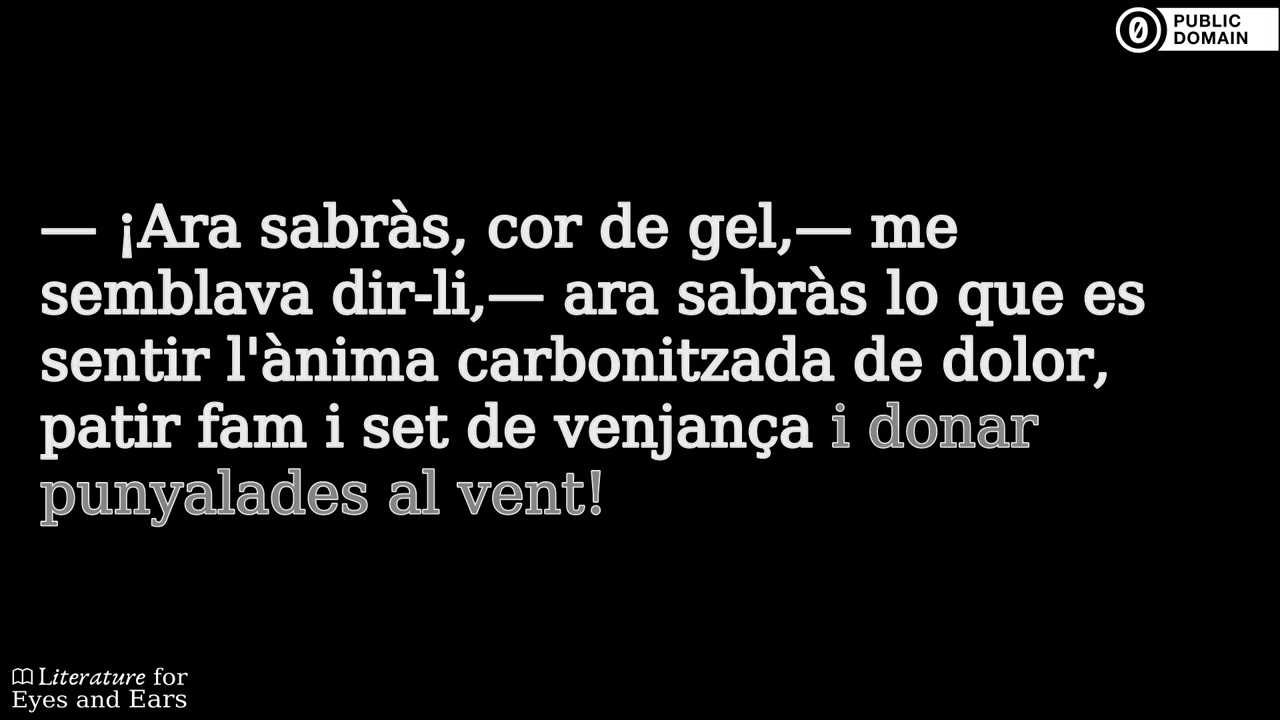 PUBLIC
DOMAIN
— ¡Ara sabràs, cor de gel,— me
semblava dir-li,— ara sabràs lo que es
sentir l'ànima carbonitzada de dolor,
patir fam i set de venjança i donar
punyalades al vent!
Literature for
Eyes and Ears